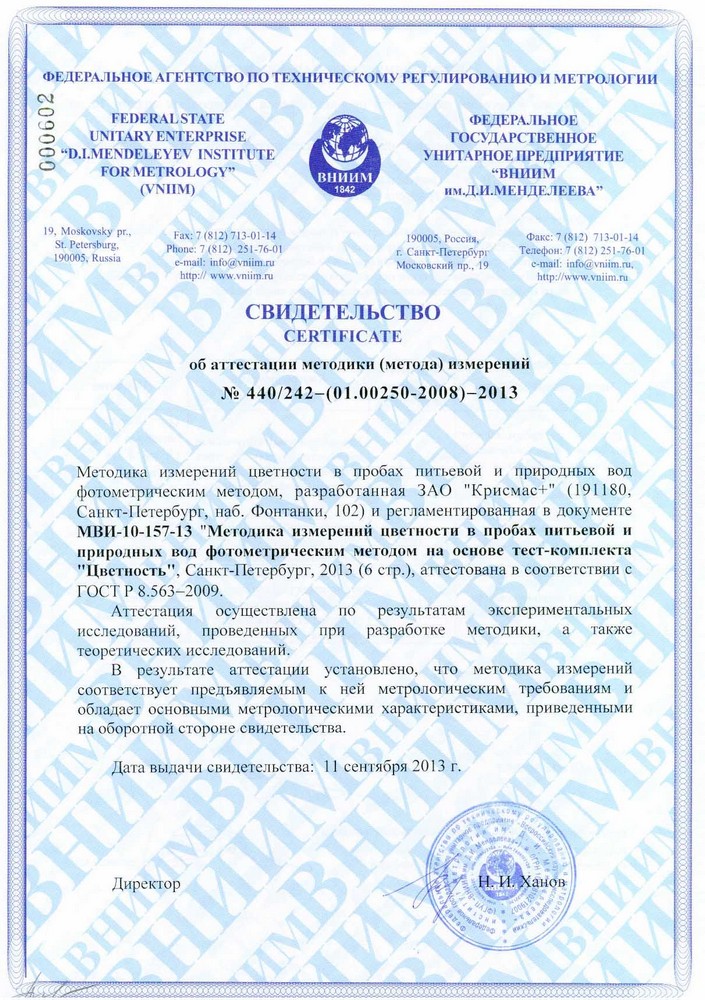 ФЕДЕРАЛЬНОЕ АГЕНТСТВО ПО ТЕХНИЧЕСКОМУ РЕГУЛИРОВАНИЮ И МЕТРОЛОГИИ
000602
FEDERAL STATE
UNITARY ENTERPRISE
“D.I.MENDELEYEV INSTITUTE
FOR METROLOGY”
(VNIIM)
ВНИИМ
1842
ФЕДЕРАЛЬНОЕ
ГОСУДАРСТВЕННОЕ
УНИТАРНОЕ ПРЕДПРИЯТИЕ
“ВНИИМ
им.Д.И.МЕНДЕЛЕЕВА”
19, Moskovsky pr.,
St. Petersburg,
190005, Russia
Fax: 7 (812) 713-01-14
Phone: 7 (812) 251-76-01
e-mail: info@vniim.ru
http:// www.vniim.ru
190005, Россия,
г. Санкт-Петербург
Московский пр., 19
Факс: 7 (812) 713-01-14
Телефон: 7 (812) 251-76-01
e-mail: info@vniim.ru,
http://www.vniim.ru
СВИДЕТЕЛЬСТВО
CERTIFICATE
об аттестации методики (метода) измерений
№ 440/242–(01.00250-2008)–2013
Методика измерений цветности в пробах питьевой и природных вод
фотометрическим методом, разработанная ЗАО "Крисмас+" (191180,
Санкт-Петербург, наб. Фонтанки, 102) и регламентированная в документе
МВИ-10-157-13 "Методика измерений цветности в пробах питьевой и
природных вод фотометрическим методом на основе тест-комплекта
"Цветность", Санкт-Петербург, 2013 (6 стр.), аттестована в соответствии с
ГОСТ Р 8.563–2009.
Аттестация осуществлена по результатам экспериментальных
исследований, проведенных при разработке методики, а также
теоретических исследований.
В результате аттестации установлено, что методика измерений
соответствует предъявляемым к ней метрологическим требованиям и
обладает основными метрологическими характеристиками, приведенными
на оборотной стороне свидетельства.
Дата выдачи свидетельства: 11 сентября 2013 г.
Директор
Н. И. Ханов